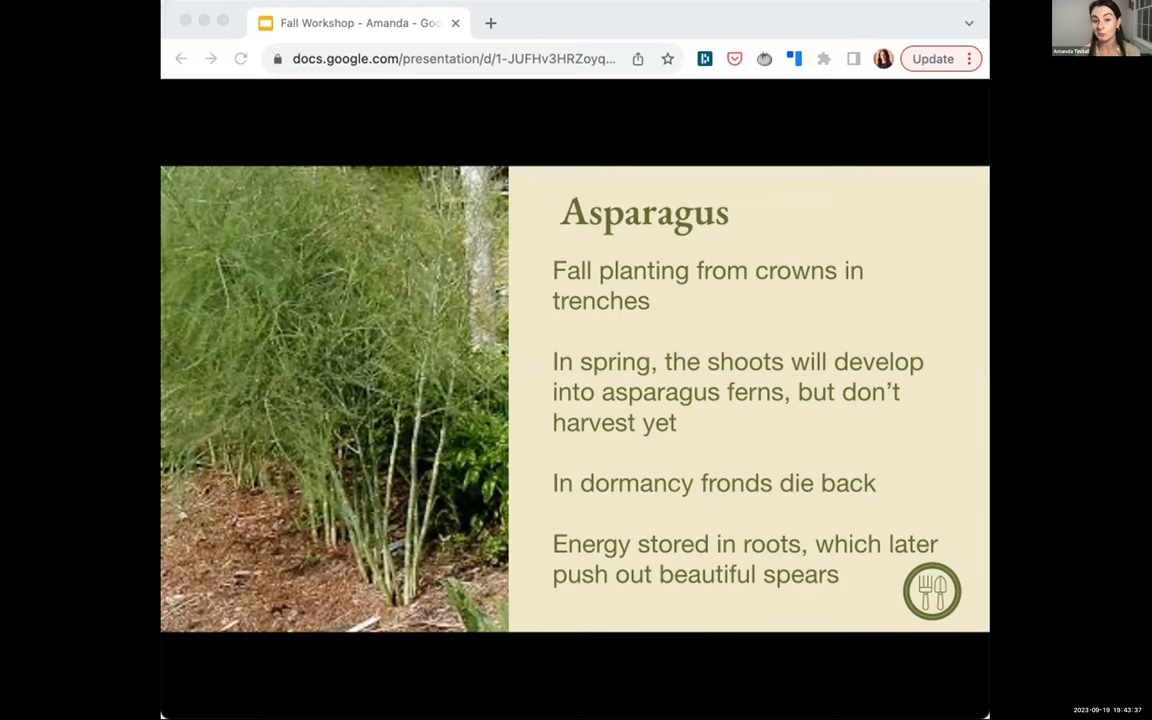 Fall Workshop - Amanda - Goo
docs.google.com/presentation/d/1-JUFHv3HRZoyq...
Update
Amanda Tindall
Asparagus
Fall planting from crowns in
trenches
In spring, the shoots will develop
into asparagus ferns, but don't
harvest yet
In dormancy fronds die back
Energy stored in roots, which later
push out beautiful spears
2023-09-19 19:43:37